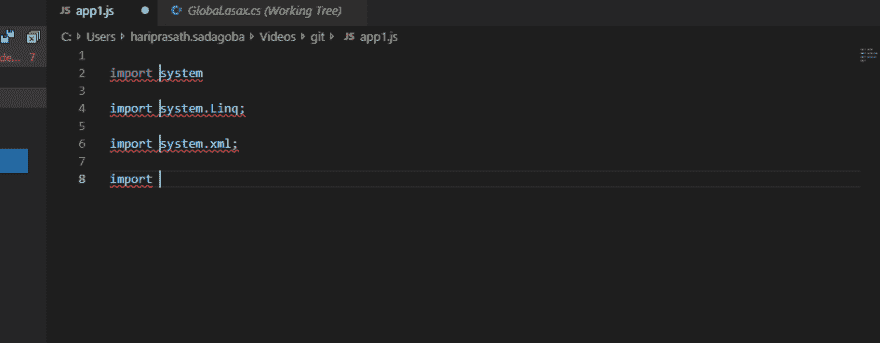 JS app1.js ● GlobaLasax.cs (Working Tree)
C: > Users > hariprasath.sadagoba > Videos > git > JS app1.js
de... 7
1
2 import system
3
4 import system.Linq;
5
6 import system.xml;
7
8 import